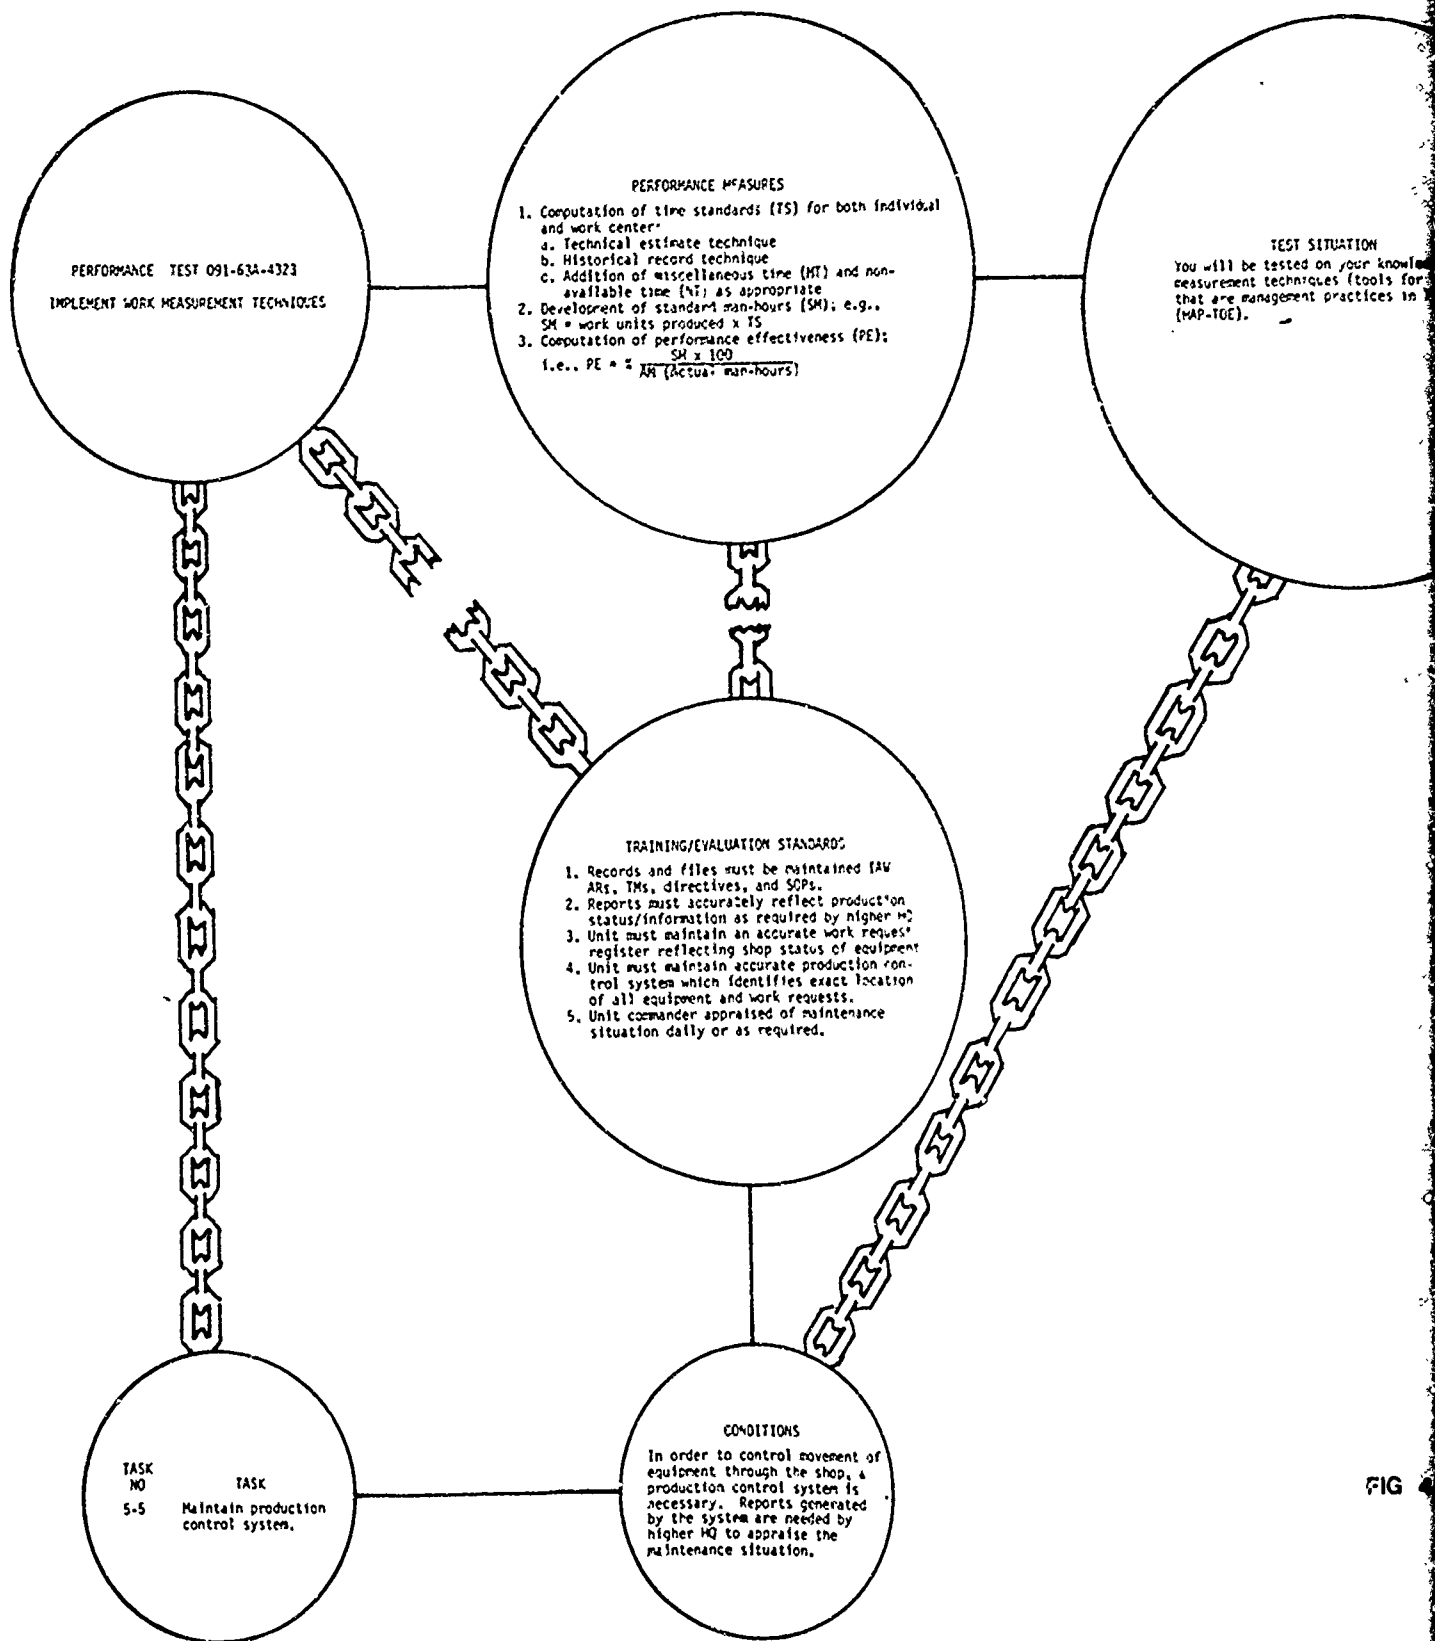 PERFORMANCE TEST 091-63A-4323
IMPLEMENT WORK MEASUREMENT TECHNIQUES
PERFORMANCE MEASURES
1. Computation of time standards (TS) for both individual
and work center:
a. Technical estimate technique
b. Historical record technique
c. Addition of miscellaneous time (MT) and non-
available time (NT) as appropriate
2. Development of standard man-hours (SM); e.g.,
SM = work units produced x TS
3. Computation of performance effectiveness (PE);
i.e., PE = % SM x 100
AM (Actual man-hours)
TEST SITUATION
You will be tested on your
measurement techniques (tools for
that are management practices in
(MAP-TOE).
TRAINING/EVALUATION STANDARDS
1. Records and files must be maintained IAW
ARs, TMs, directives, and SOPs.
2. Reports must accurately reflect production
status/information as required by higher HQ
3. Unit must maintain an accurate work request
register reflecting shop status of equipment
4. Unit must maintain accurate production con-
trol system which identifies exact location
of all equipment and work requests.
5. Unit commander appraised of maintenance
situation daily or as required.
TASK
NO TASK
5-5 Maintain production
control system.
CONDITIONS
In order to control movement of
equipment through the shop, a
production control system is
necessary. Reports generated
by the system are needed by
higher HQ to appraise the
maintenance situation.
FIG